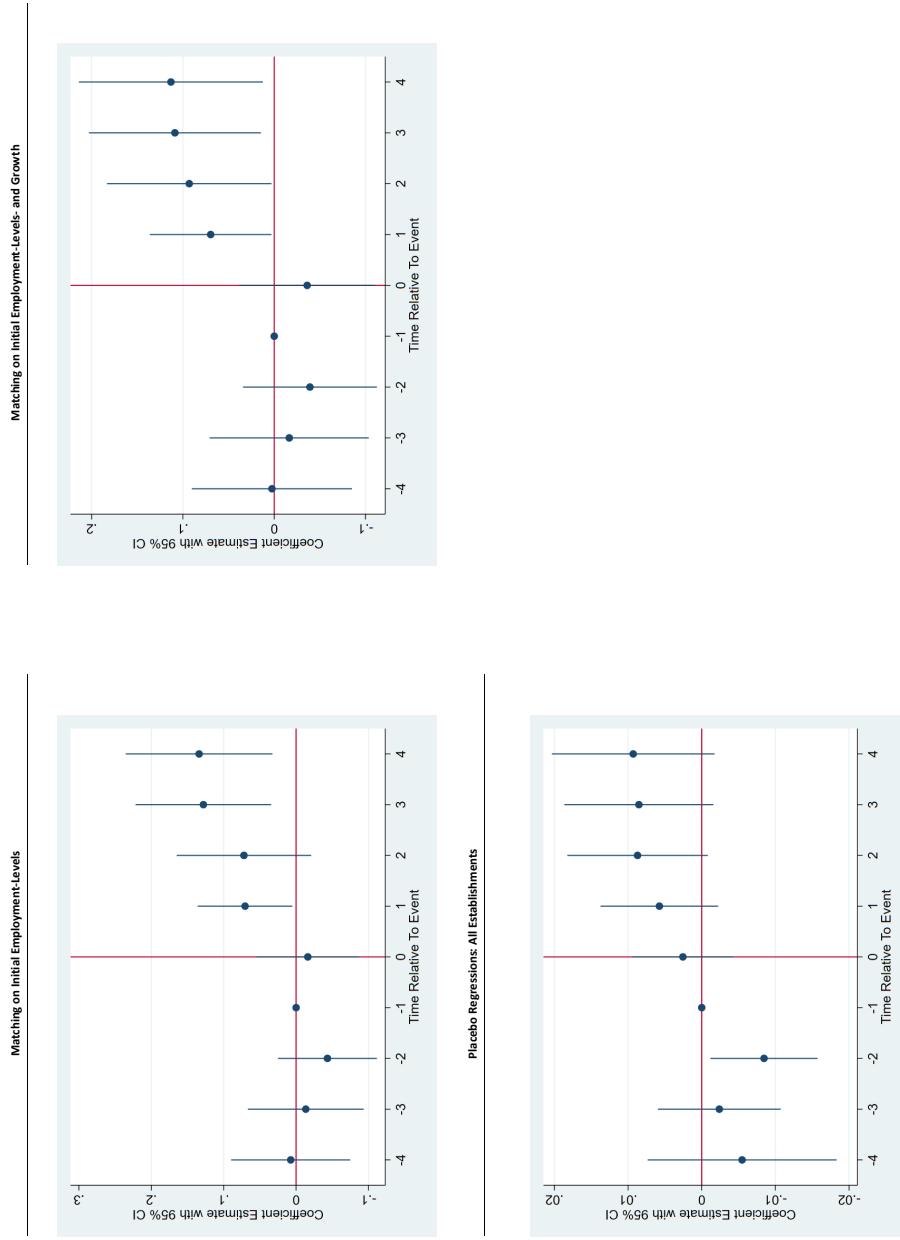 Matching on Initial Employment-Levels
Coefficient Estimate with 95% CI
.3
.2
.1
0
-.1
-4 -3 -2 -1 0 1 2 3 4
Time Relative To Event
Matching on Initial Employment-Levels- and Growth
Coefficient Estimate with 95% CI
.2
.1
0
-.1
-4 -3 -2 -1 0 1 2 3 4
Time Relative To Event
Placebo Regressions: All Establishments
Coefficient Estimate with 95% CI
.02
.01
0
-.01
-.02
-4 -3 -2 -1 0 1 2 3 4
Time Relative To Event